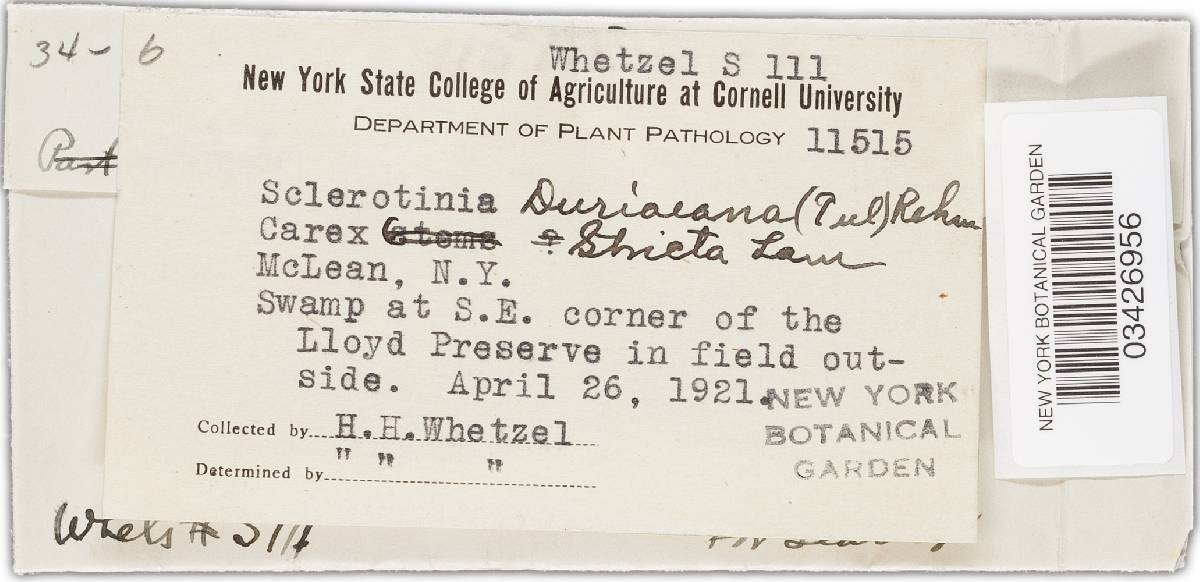 34- 6
Whetzel S 111
New York State College of Agriculture at Cornell University
DEPARTMENT OF PLANT PATHOLOGY 11515
Part
Sclerotinia Duriaeana (Tul) Rehm
Carex stems ? Stricta Lam
McLean, N.Y.
Swamp at S.E. corner of the
Lloyd Preserve in field out-
side. April 26, 1921.
NEW YORK
BOTANICAL
GARDEN
Collected by H.H.Whetzel
Determined by " " "
NEW YORK BOTANICAL GARDEN
03426956